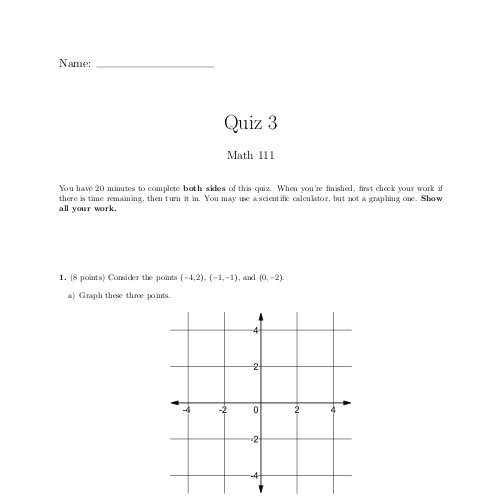 Name:
Quiz 3
Math 111
You have 20 minutes to complete both sides of this quiz. When you're finished, first check your work if
there is time remaining, then turn it in. You may use a scientific calculator, but not a graphing one. Show
all your work.
1. (8 points) Consider the points (−4,2), (−1,−1), and (0,−2).
a) Graph these three points.
4
2
-4 -2 0 2 4
-2
-4